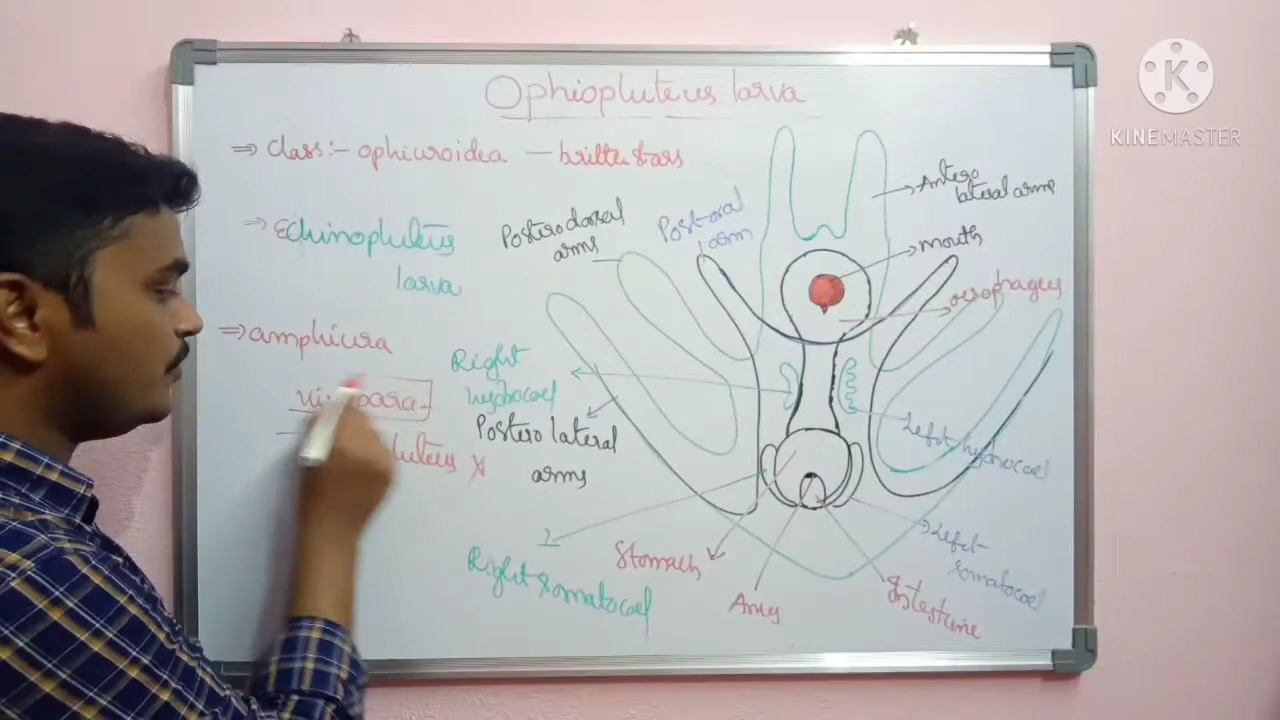 Ophiopluteus larva
⇒ class:- ophiuroidea - brittle stars
⇒ Echinopluteus
larva
⇒ amphiura
luteus x
Posterodorsal
arms
Post-oral
arm
Antero
lateral arms
mouth
oesophagus
Right
hydrocoel
Postero lateral
arms
Left hydrocoel
Left-
somatocoel
Right somatocoel
Stomach
Anus
Intestine
K
KINEMASTER